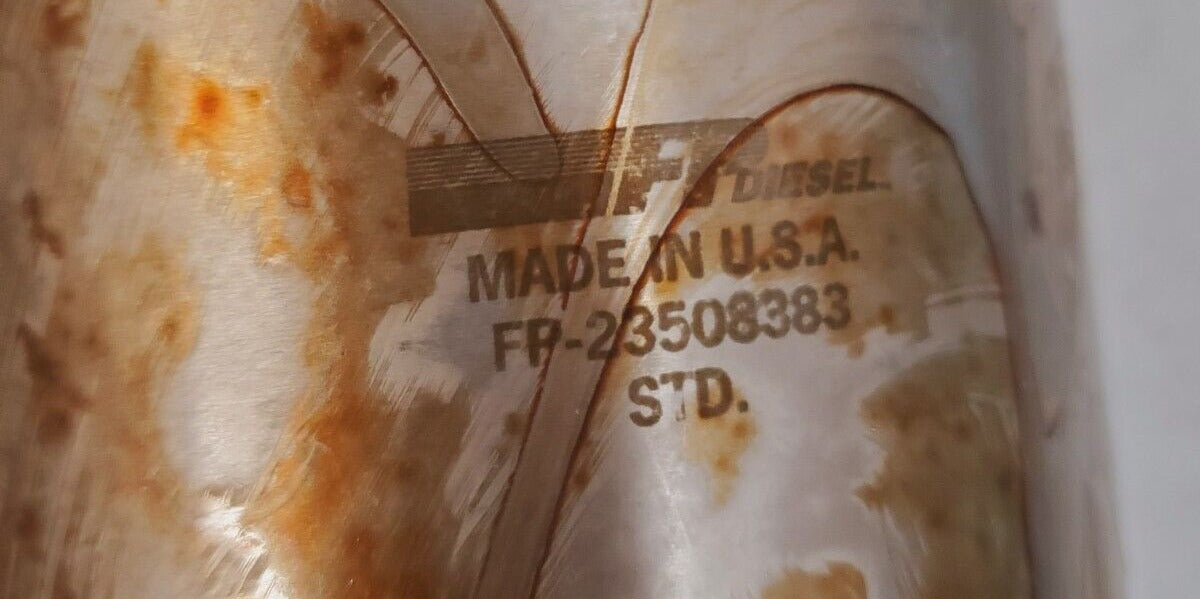 DIESEL.
MADE IN U.S.A.
FP-23508383
STD.